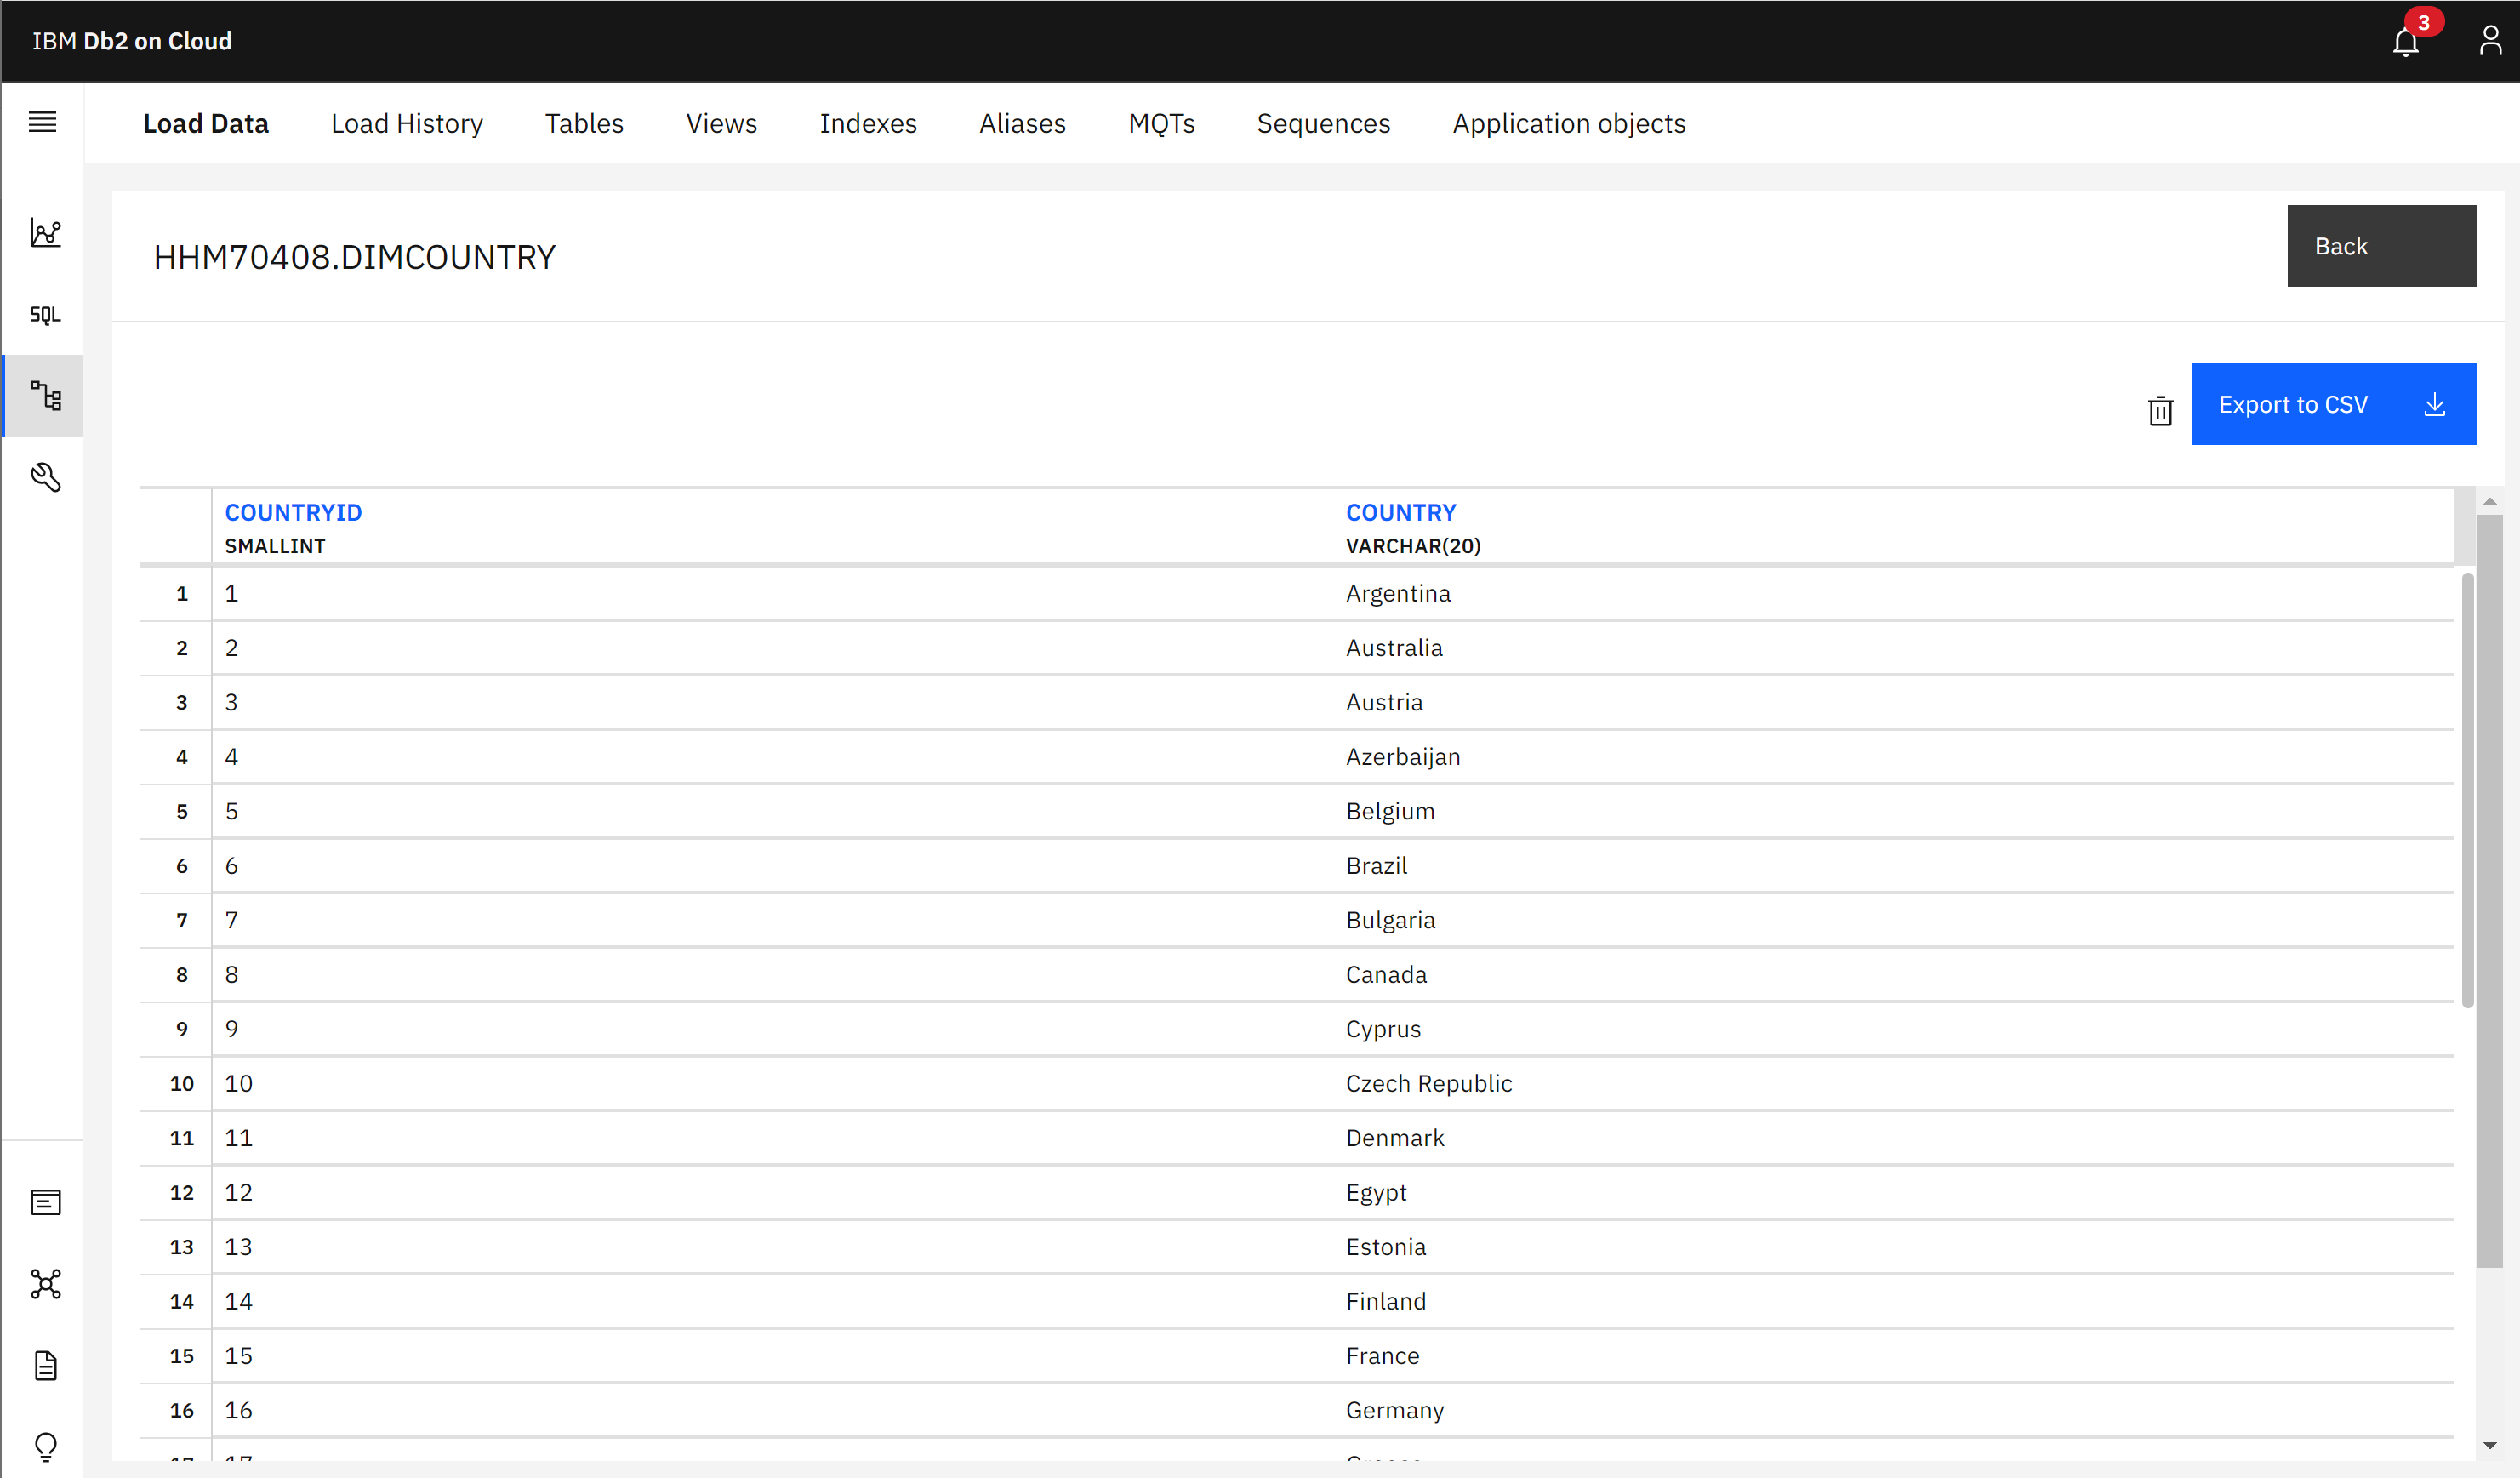 IBM Db2 on Cloud
3
Load Data Load History Tables Views Indexes Aliases MQTs Sequences Application objects
HHM70408.DIMCOUNTRY
Back
SQL
Export to CSV
COUNTRYID COUNTRY
SMALLINT VARCHAR(20)
1 1 Argentina
2 2 Australia
3 3 Austria
4 4 Azerbaijan
5 5 Belgium
6 6 Brazil
7 7 Bulgaria
8 8 Canada
9 9 Cyprus
10 10 Czech Republic
11 11 Denmark
12 12 Egypt
13 13 Estonia
14 14 Finland
15 15 France
16 16 Germany